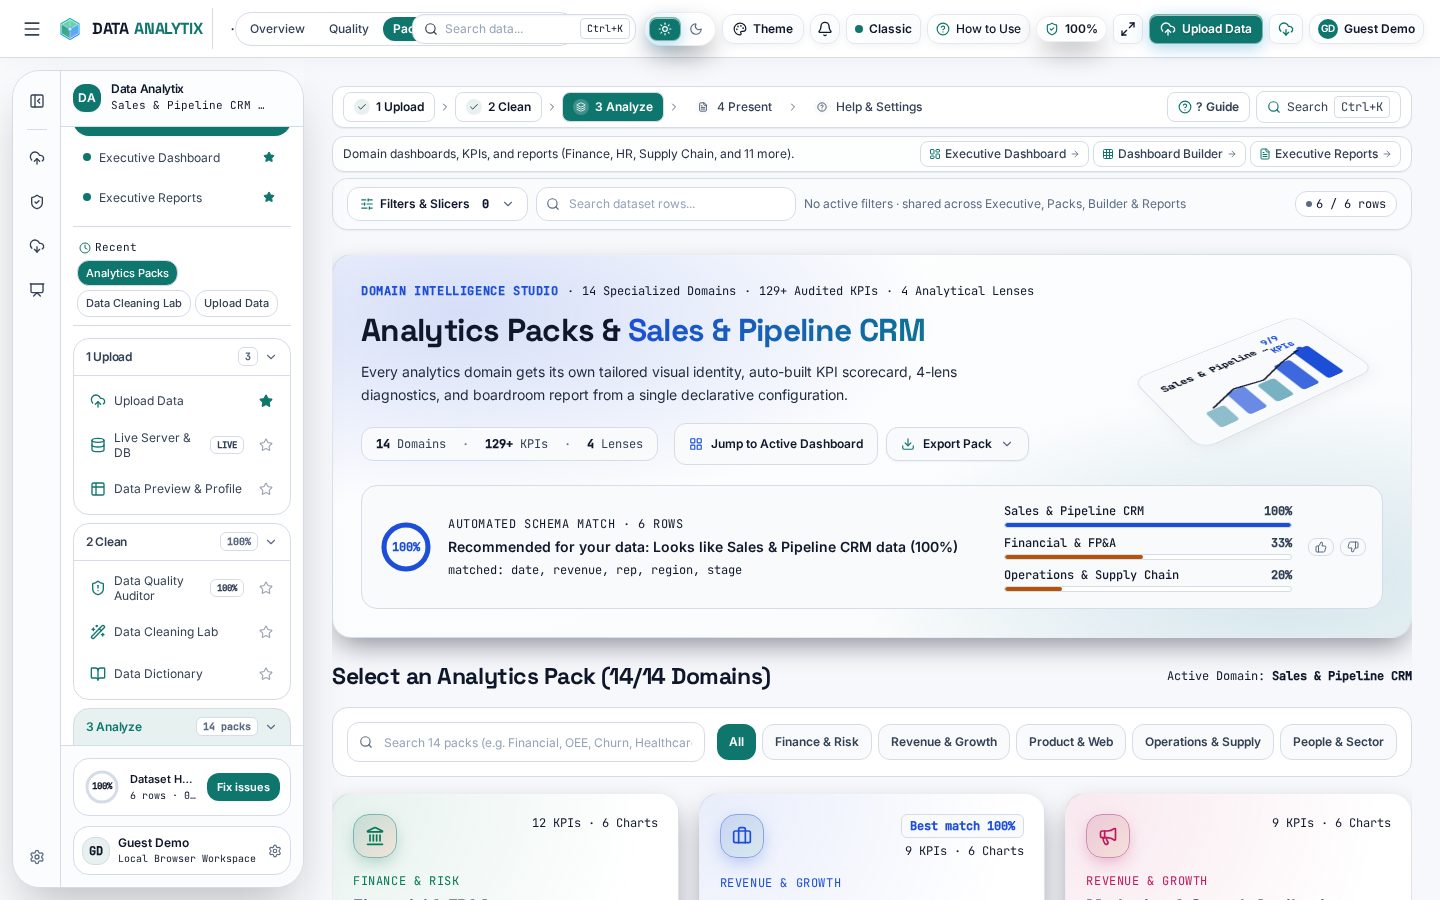 DATA ANALYTIX
Overview
Quality
Search data...
Ctrl+K
Theme
Classic
How to Use
100%
Upload Data
GD
Guest Demo
DA
Data Analytix
Sales & Pipeline CRM …
Executive Dashboard
Executive Reports
Recent
Analytics Packs
Data Cleaning Lab
Upload Data
1 Upload
3
Upload Data
Live Server & DB
LIVE
Data Preview & Profile
2 Clean
100%
Data Quality Auditor
100%
Data Cleaning Lab
Data Dictionary
3 Analyze
14 packs
100%
Dataset H...
6 rows · 0…
Fix issues
GD
Guest Demo
Local Browser Workspace
1 Upload
2 Clean
3 Analyze
4 Present
Help & Settings
? Guide
Search
Ctrl+K
Domain dashboards, KPIs, and reports (Finance, HR, Supply Chain, and 11 more).
Executive Dashboard →
Dashboard Builder →
Executive Reports →
Filters & Slicers 0
Search dataset rows...
No active filters · shared across Executive, Packs, Builder & Reports
6 / 6 rows
DOMAIN INTELLIGENCE STUDIO · 14 Specialized Domains · 129+ Audited KPIs · 4 Analytical Lenses
Analytics Packs & Sales & Pipeline CRM
Every analytics domain gets its own tailored visual identity, auto-built KPI scorecard, 4-lens
diagnostics, and boardroom report from a single declarative configuration.
14 Domains · 129+ KPIs · 4 Lenses
Jump to Active Dashboard
Export Pack
Sales & Pipeline …
9/9 KPIs
100%
AUTOMATED SCHEMA MATCH · 6 ROWS
Recommended for your data: Looks like Sales & Pipeline CRM data (100%)
matched: date, revenue, rep, region, stage
Sales & Pipeline CRM 100%
Financial & FP&A 33%
Operations & Supply Chain 20%
Select an Analytics Pack (14/14 Domains)
Active Domain: Sales & Pipeline CRM
Search 14 packs (e.g. Financial, OEE, Churn, Healthcar
All
Finance & Risk
Revenue & Growth
Product & Web
Operations & Supply
People & Sector
12 KPIs · 6 Charts
FINANCE & RISK
Best match 100%
9 KPIs · 6 Charts
REVENUE & GROWTH
9 KPIs · 6 Charts
REVENUE & GROWTH